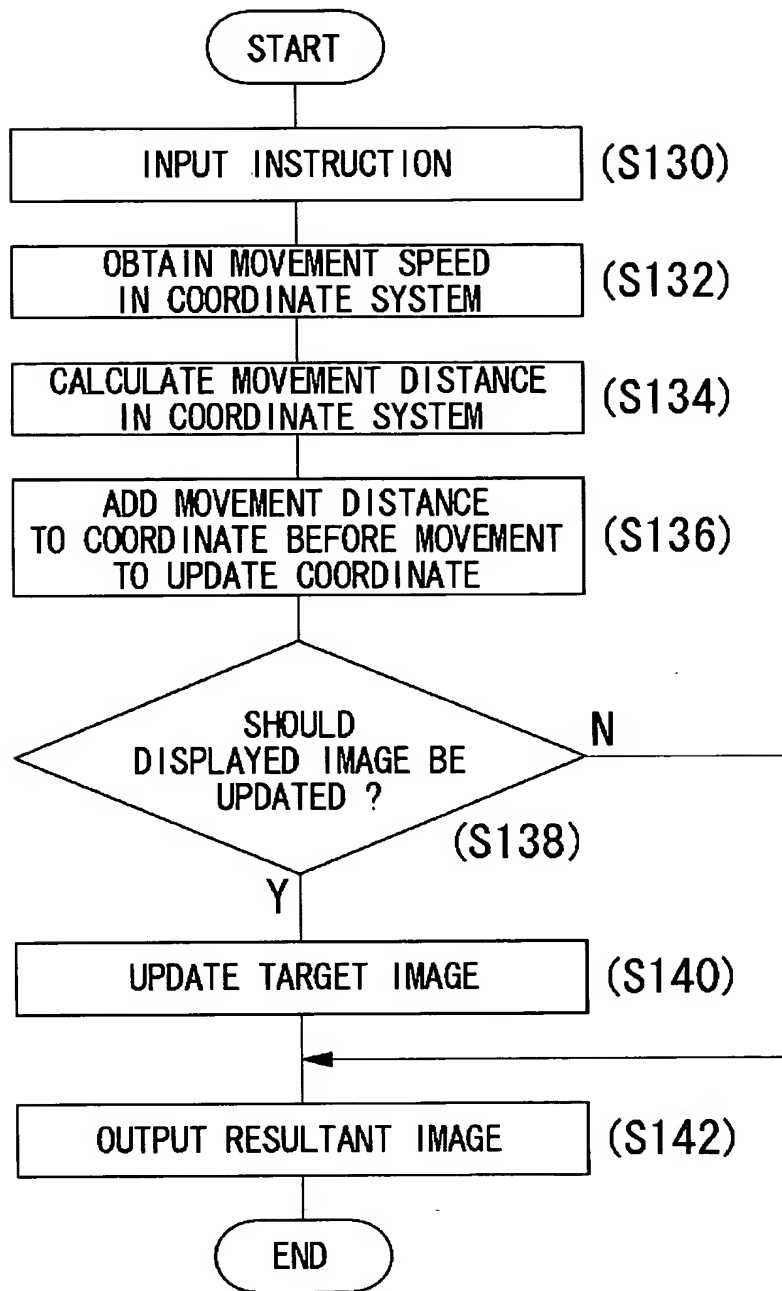 START
INPUT INSTRUCTION
(S130)
OBTAIN MOVEMENT SPEED
IN COORDINATE SYSTEM
(S132)
CALCULATE MOVEMENT DISTANCE
IN COORDINATE SYSTEM
(S134)
ADD MOVEMENT DISTANCE
TO COORDINATE BEFORE MOVEMENT
TO UPDATE COORDINATE
(S136)
SHOULD
DISPLAYED IMAGE BE
UPDATED ?
N
(S138)
Y
UPDATE TARGET IMAGE
(S140)
OUTPUT RESULTANT IMAGE
(S142)
END